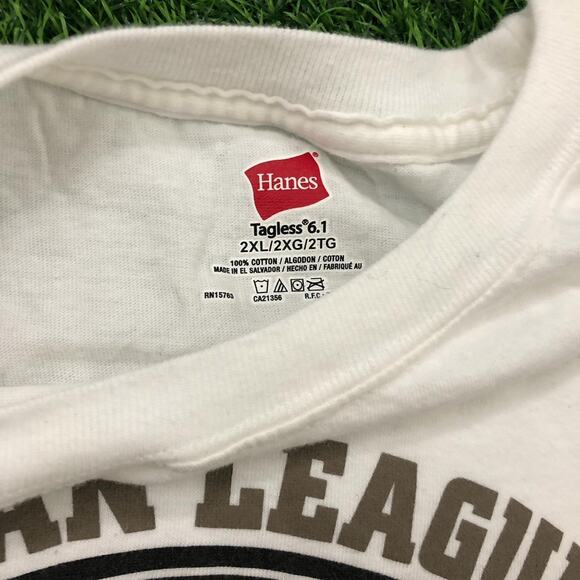 Hanes
Tagless® 6.1
2XL/2XG/2TG
100% COTTON / ALGODON / COTON
MADE IN EL SALVADOR / HECHO EN / FABRIQUÉ AU
RN15763 CA21356 R.F.C.
AN LEAGU